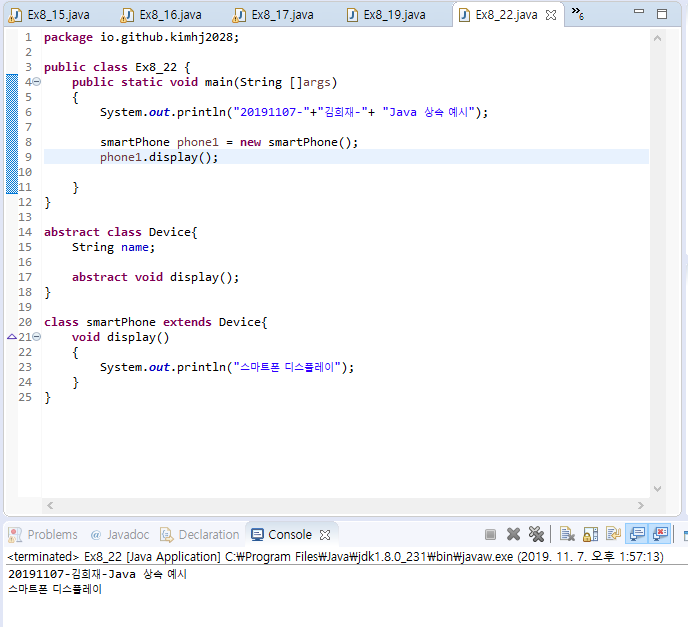 Ex8_15.java Ex8_16.java Ex8_17.java Ex8_19.java Ex8_22.java »6
1 package io.github.kimhj2028;
2
3 public class Ex8_22 {
4 public static void main(String []args)
5 {
6 System.out.println("20191107-"+"김희재-"+ "Java 상속 예시");
7
8 smartPhone phone1 = new smartPhone();
9 phone1.display();
10
11 }
12 }
13
14 abstract class Device{
15 String name;
16
17 abstract void display();
18 }
19
20 class smartPhone extends Device{
21 void display()
22 {
23 System.out.println("스마트폰 디스플레이");
24 }
25 }
Problems @ Javadoc Declaration Console
<terminated> Ex8_22 [Java Application] C:₩Program Files₩Java₩jdk1.8.0_231₩bin₩javaw.exe (2019. 11. 7. 오후 1:57:13)
20191107-김희재-Java 상속 예시
스마트폰 디스플레이